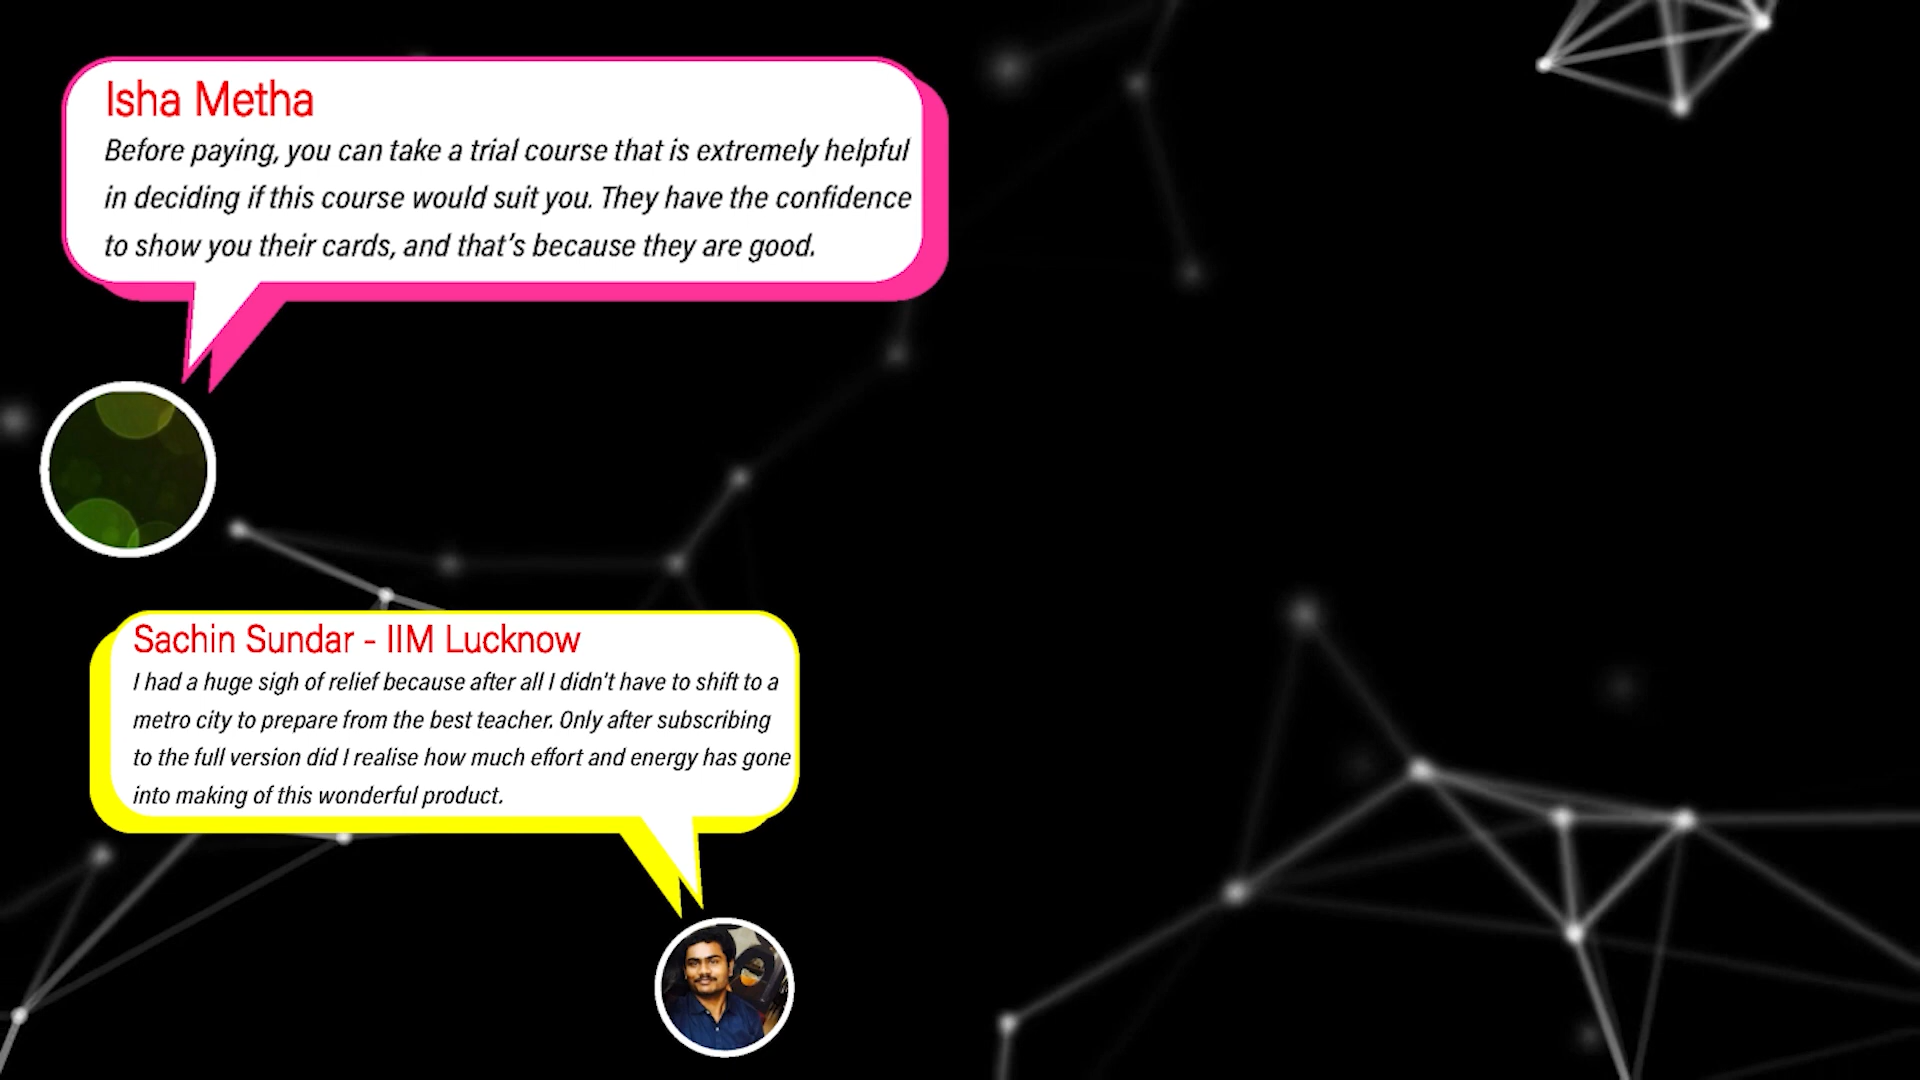 Isha Metha
Before paying, you can take a trial course that is extremely helpful
in deciding if this course would suit you. They have the confidence
to show you their cards, and that's because they are good.
Sachin Sundar - IIM Lucknow
I had a huge sigh of relief because after all I didn't have to shift to a
metro city to prepare from the best teacher. Only after subscribing
to the full version did I realise how much effort and energy has gone
into making of this wonderful product.